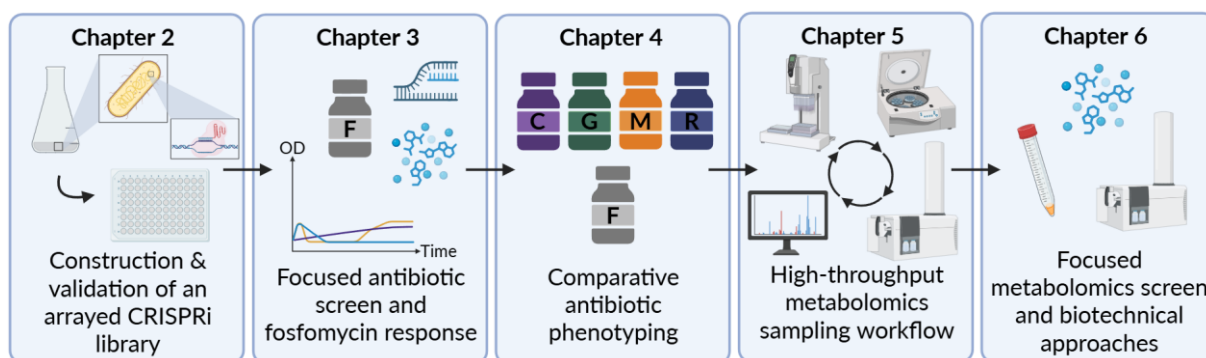 Chapter 2
Construction &
validation of an
arrayed CRISPRi
library
Chapter 3
F
OD
Time
Focused antibiotic
screen and
fosfomycin response
Chapter 4
C G M R
F
Comparative
antibiotic
phenotyping
Chapter 5
High-throughput
metabolomics
sampling workflow
Chapter 6
Focused
metabolomics screen
and biotechnical
approaches